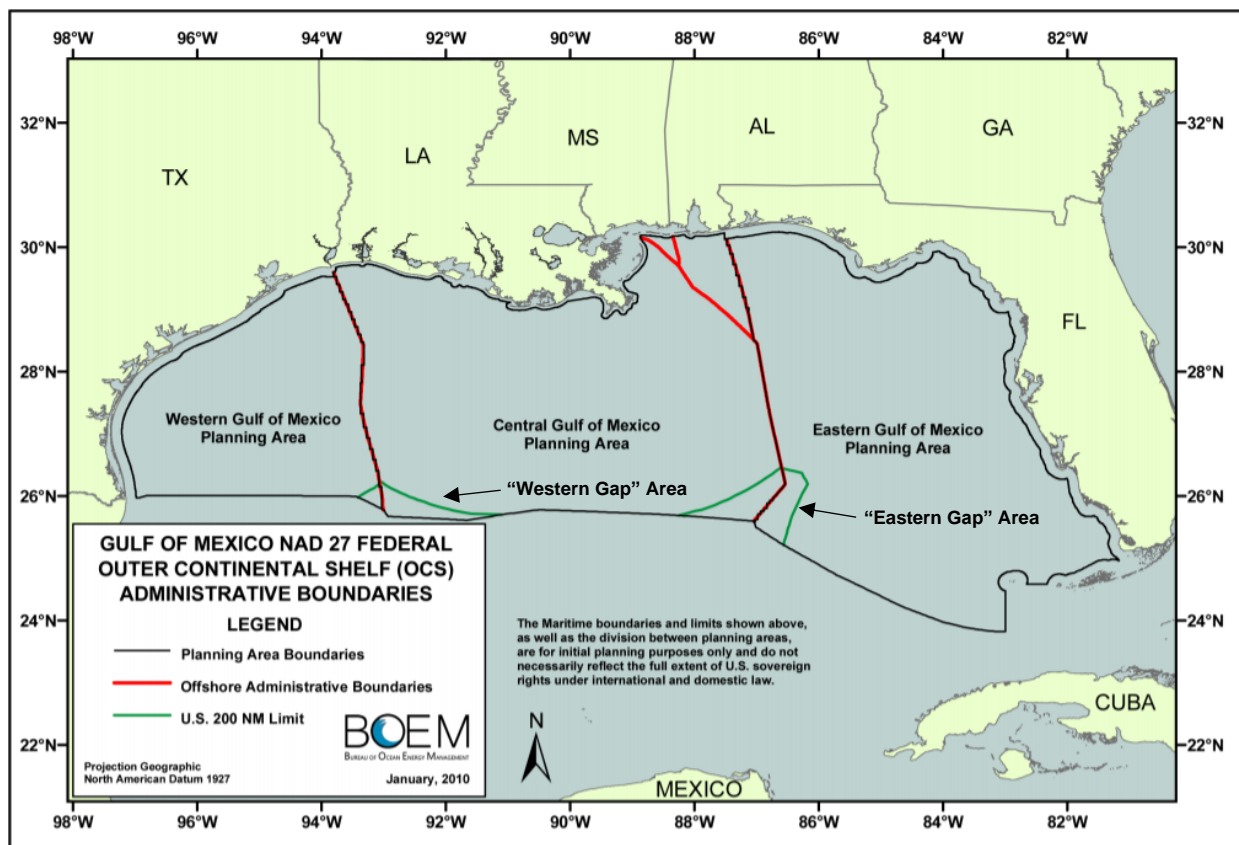 98°W 96°W 94°W 92°W 90°W 88°W 86°W 84°W 82°W
32°N 32°N
30°N 30°N
28°N 28°N
26°N 26°N
24°N 24°N
22°N 22°N
TX
LA
MS
AL
GA
FL
Western Gulf of Mexico
Planning Area
Central Gulf of Mexico
Planning Area
Eastern Gulf of Mexico
Planning Area
“Western Gap” Area
“Eastern Gap” Area
GULF OF MEXICO NAD 27 FEDERAL
OUTER CONTINENTAL SHELF (OCS)
ADMINISTRATIVE BOUNDARIES
LEGEND
Planning Area Boundaries
Offshore Administrative Boundaries
U.S. 200 NM Limit
BOEM
BUREAU OF OCEAN ENERGY MANAGEMENT
Projection Geographic
North American Datum 1927
January, 2010
The Maritime boundaries and limits shown above,
as well as the division between planning areas,
are for initial planning purposes only and do not
necessarily reflect the full extent of U.S. sovereign
rights under international and domestic law.
N
CUBA
MEXICO
98°W 96°W 94°W 92°W 90°W 88°W 86°W 84°W 82°W